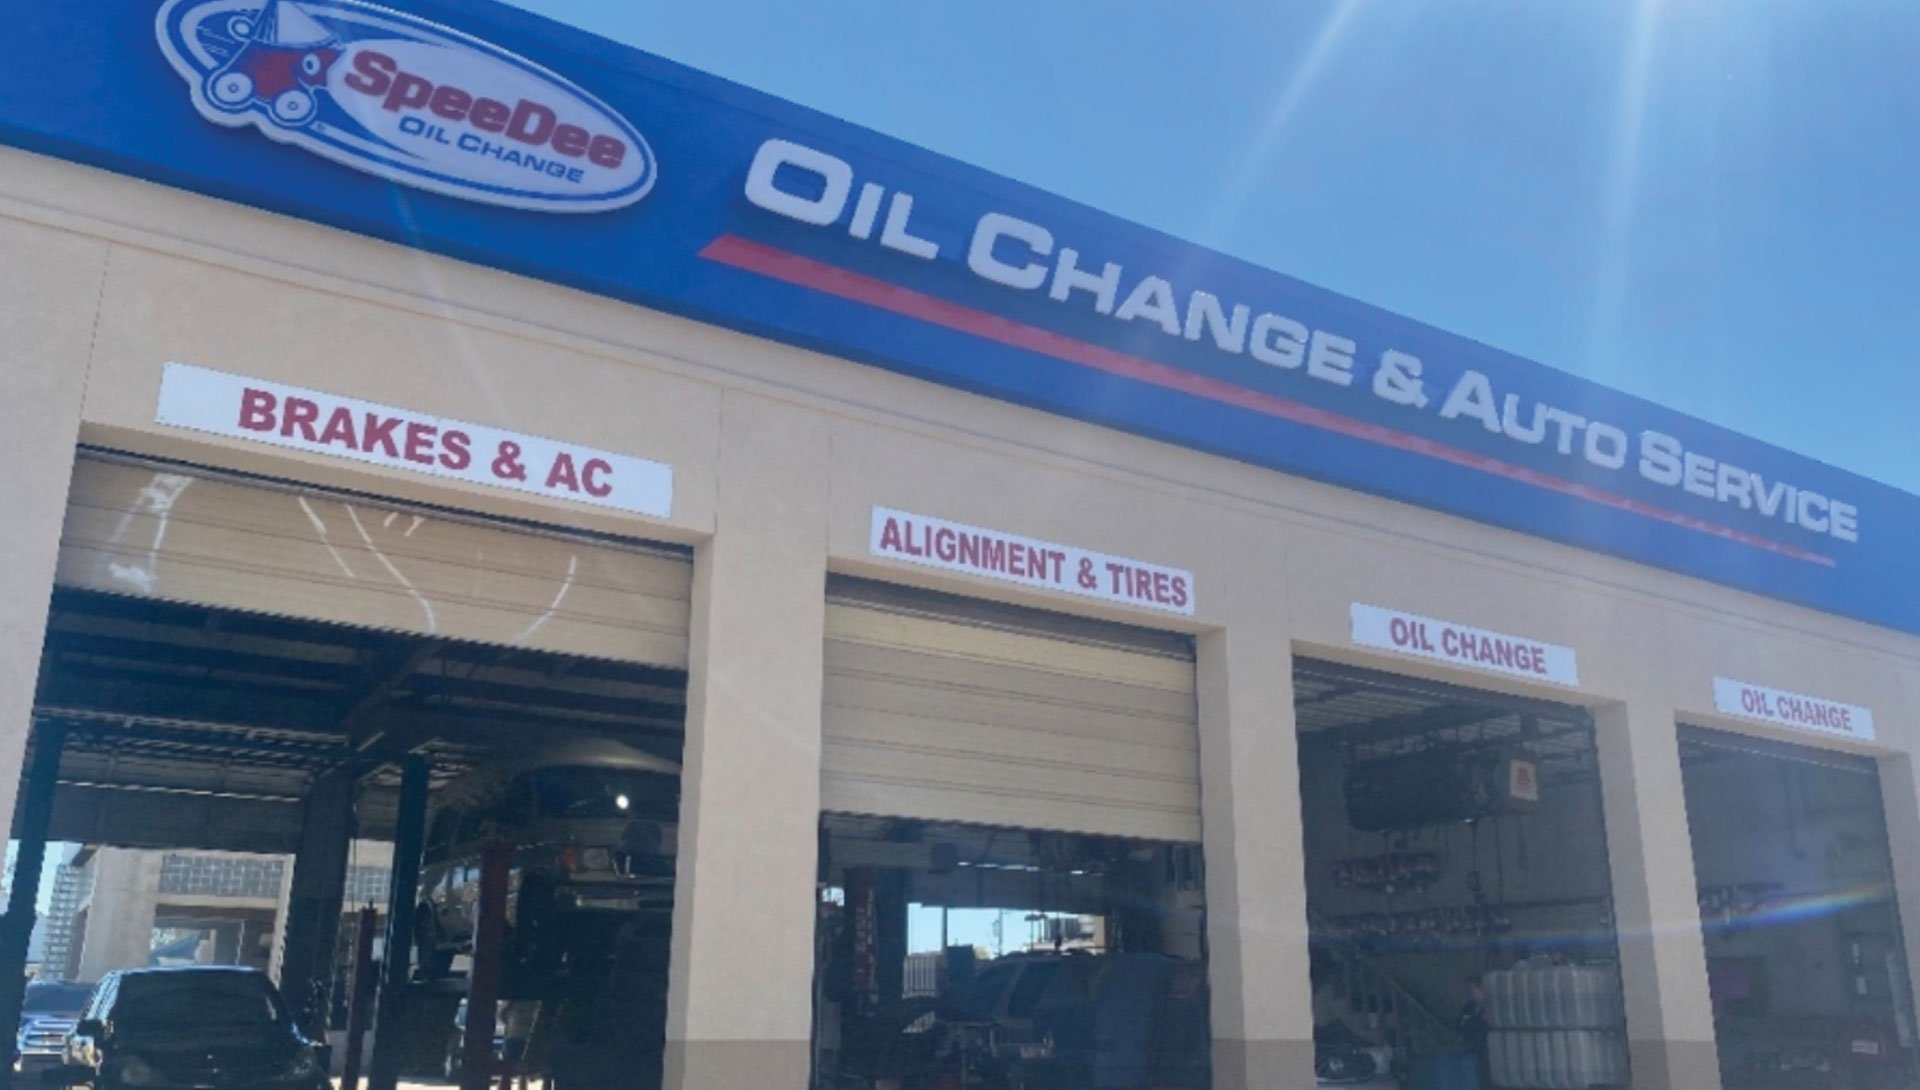 SpeeDee
OIL CHANGE
OIL CHANGE & AUTO SERVICE
BRAKES & AC
ALIGNMENT & TIRES
OIL CHANGE
OIL CHANGE